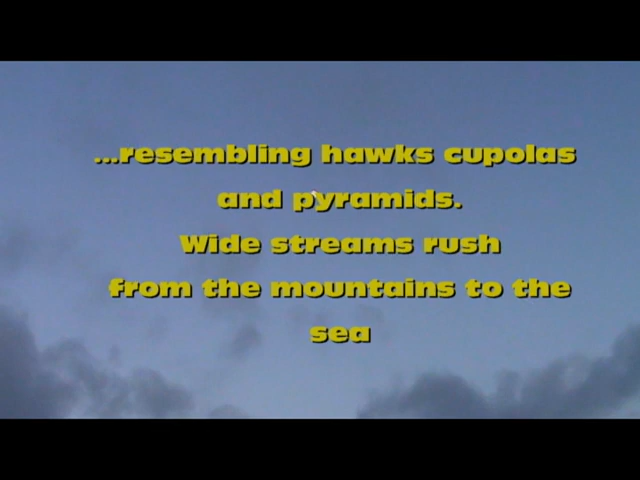 ...resembling hawks cupolas
and pyramids.
Wide streams rush
from the mountains to the
sea